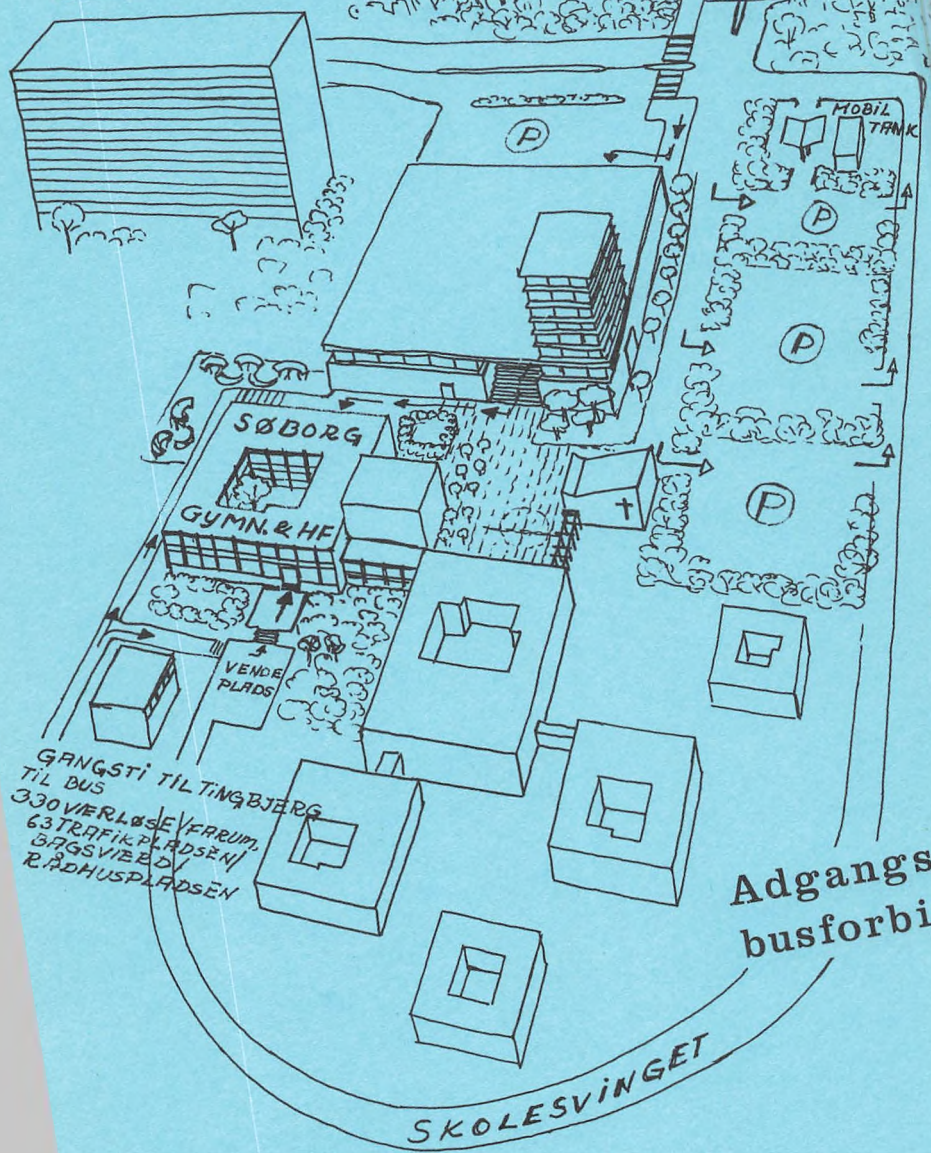 P
MOBIL
TANK
P
P
P
SØBORG
GYMN. & HF
VENDE
PLADS
GANGSTI TIL TINGBJERG
TIL BUS
330 VÆRLØSE/FARUM,
63 TRAFIKPLADSEN/
BAGSVÆRD/
RÅDHUSPLADSEN
Adgangs
busforbi
SKOLESVINGET